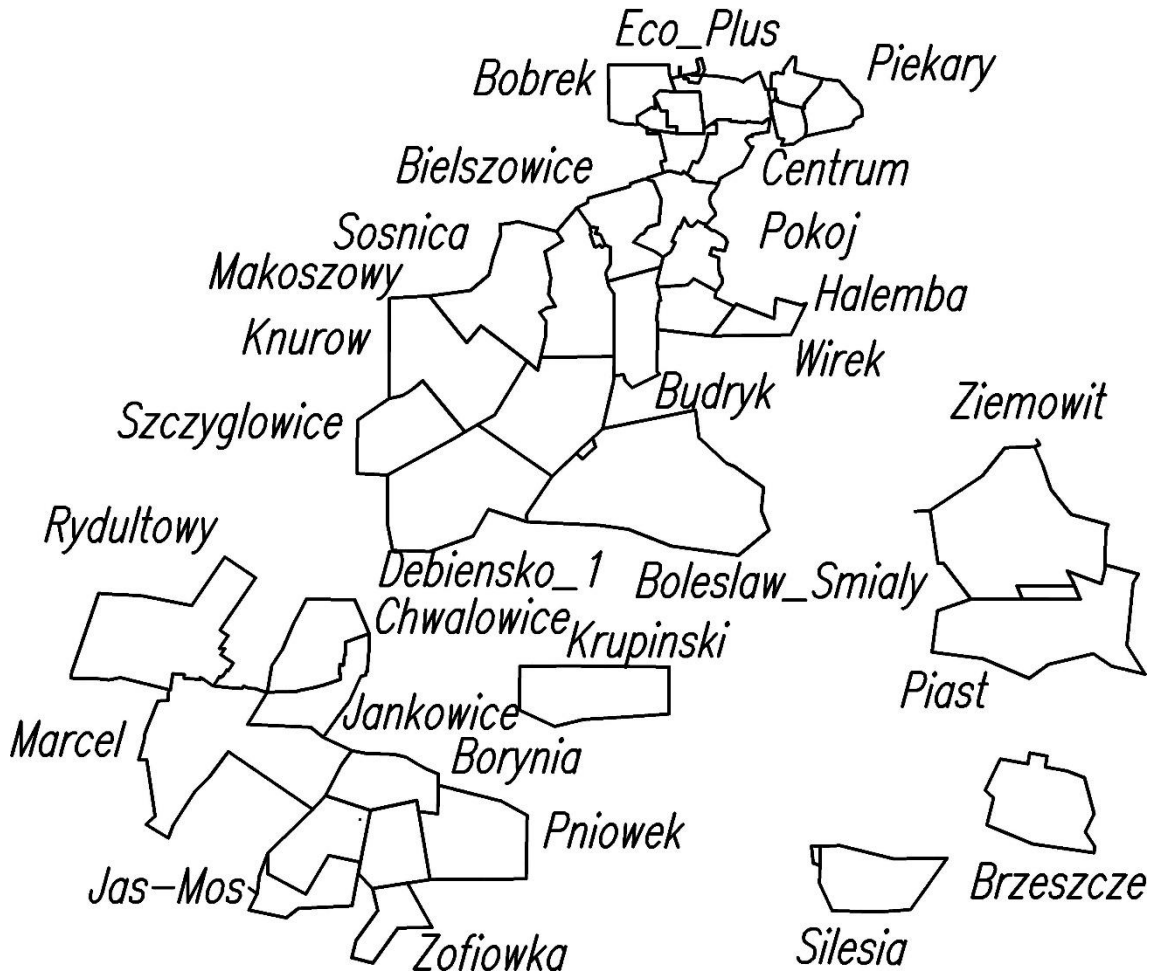 Eco_Plus
Bobrek
Piekary
Bielszowice
Centrum
Sosnica
Pokoj
Makoszowy
Halemba
Knurow
Wirek
Budryk
Szczyglowice
Ziemowit
Rydultowy
Debiensko_1
Boleslaw_Smialy
Chwalowice
Krupinski
Piast
Jankowice
Marcel
Borynia
Pniowek
Jas-Mos
Brzeszcze
Zofiowka
Silesia